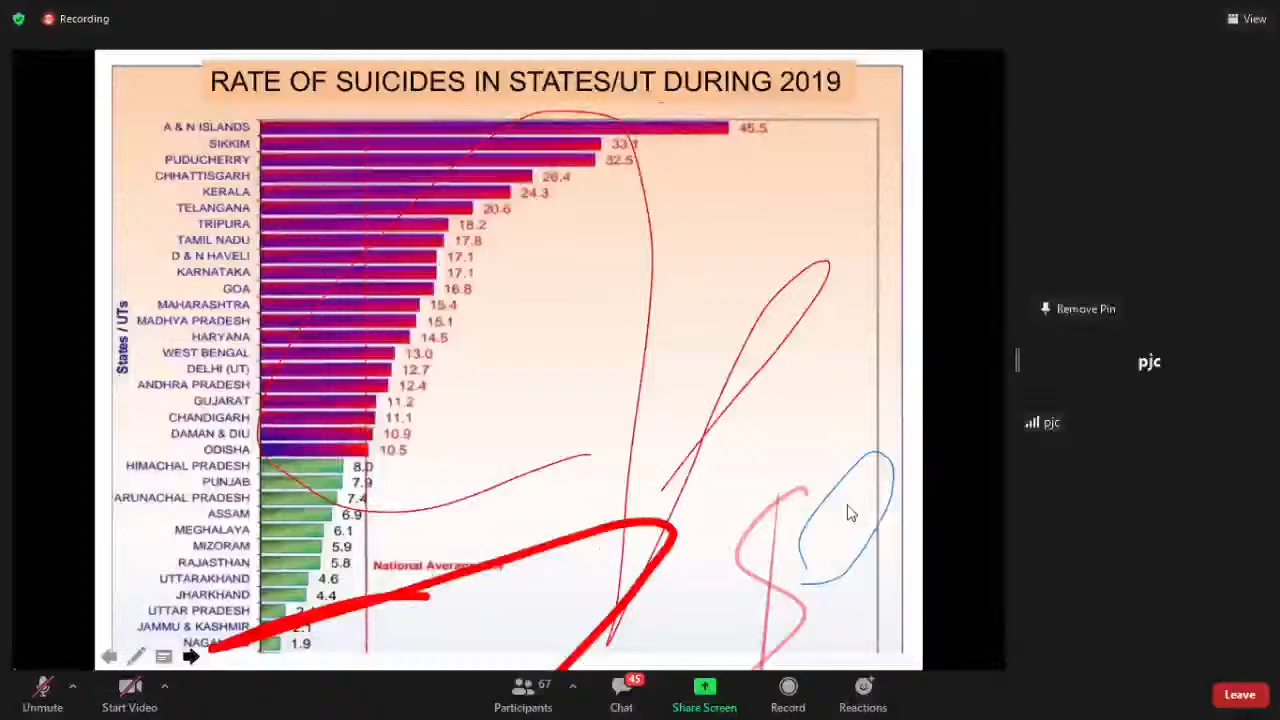 Recording
View
RATE OF SUICIDES IN STATES/UT DURING 2019
States / UTs
A & N ISLANDS 45.5
SIKKIM 33.1
PUDUCHERRY 32.5
CHHATTISGARH 26.4
KERALA 24.3
TELANGANA 20.6
TRIPURA 18.2
TAMIL NADU 17.8
D & N HAVELI 17.1
KARNATAKA 17.1
GOA 16.8
MAHARASHTRA 15.4
MADHYA PRADESH 15.1
HARYANA 14.5
WEST BENGAL 13.0
DELHI (UT) 12.7
ANDHRA PRADESH 12.4
GUJARAT 11.2
CHANDIGARH 11.1
DAMAN & DIU 10.9
ODISHA 10.5
HIMACHAL PRADESH 8.0
PUNJAB 7.9
ARUNACHAL PRADESH 7.4
ASSAM 6.9
MEGHALAYA 6.1
MIZORAM 5.9
RAJASTHAN 5.8
National Average
UTTARAKHAND 4.6
JHARKHAND 4.4
UTTAR PRADESH
JAMMU & KASHMIR 2.1
1.9
Remove Pin
pjc
pjc
Unmute
Start Video
67
Participants
45
Chat
Share Screen
Record
Reactions
Leave